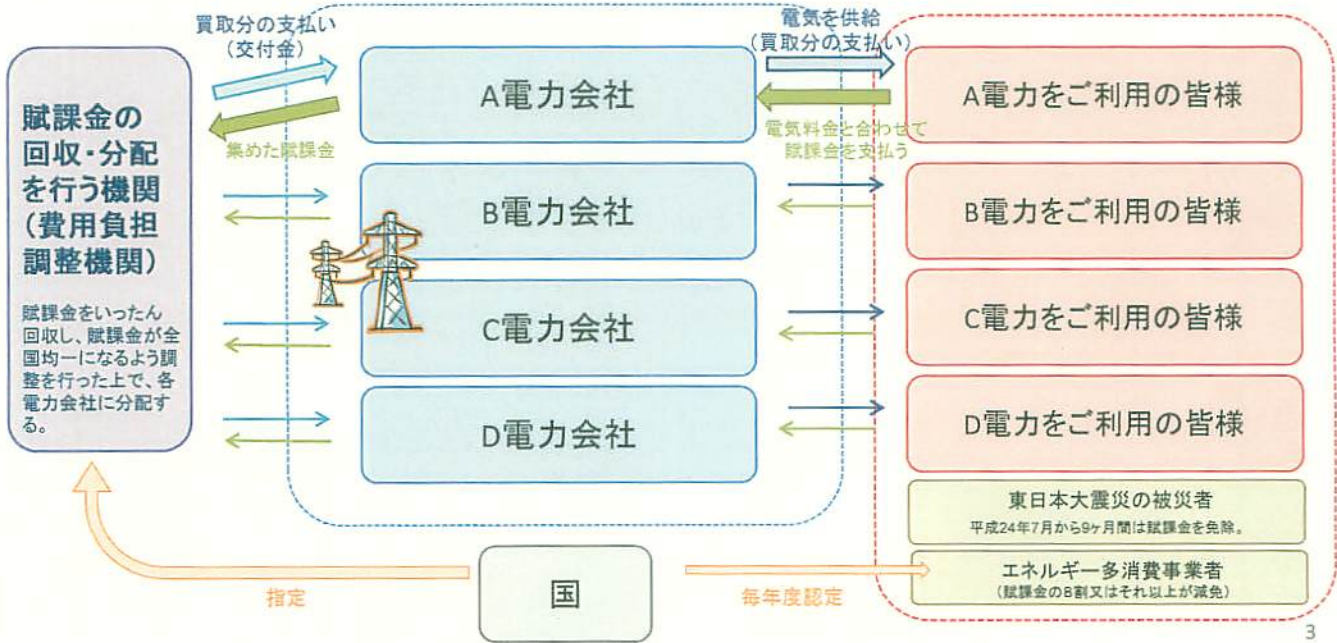 買取分の支払い
(交付金)
電気を供給
(買取分の支払い)
賦課金の
回収・分配
を行う機関
(費用負担
調整機関)
賦課金をいったん
回収し、賦課金が全
国均一になるよう調
整を行った上で、各
電力会社に分配す
る。
集めた賦課金
A電力会社
電気料金と合わせて
賦課金を支払う
A電力をご利用の皆様
B電力会社
B電力をご利用の皆様
C電力会社
C電力をご利用の皆様
D電力会社
D電力をご利用の皆様
東日本大震災の被災者
平成24年7月から9ヶ月間は賦課金を免除。
エネルギー多消費事業者
(賦課金の8割又はそれ以上が減免)
指定
国
毎年度認定
3